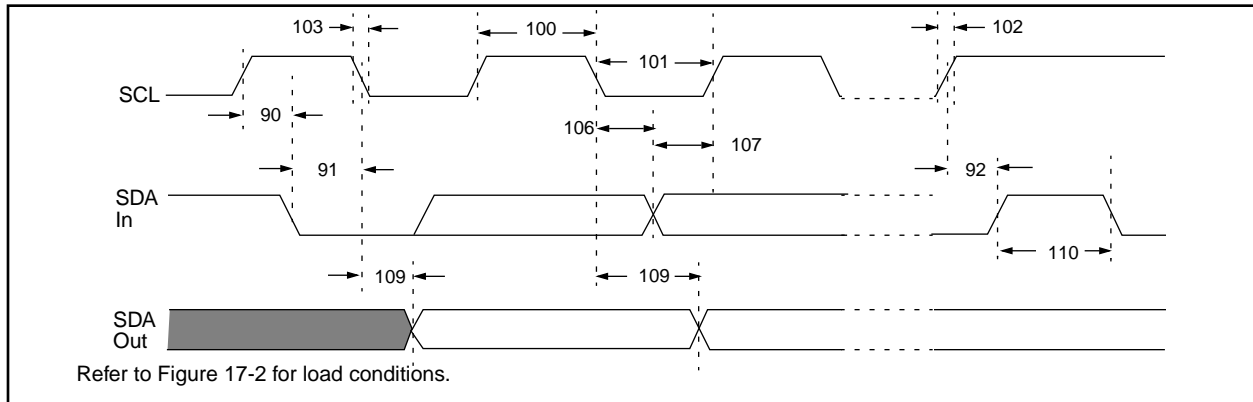 103
100
102
101
SCL
90
106
107
91
92
SDA
In
109
109
110
SDA
Out
Refer to Figure 17-2 for load conditions.